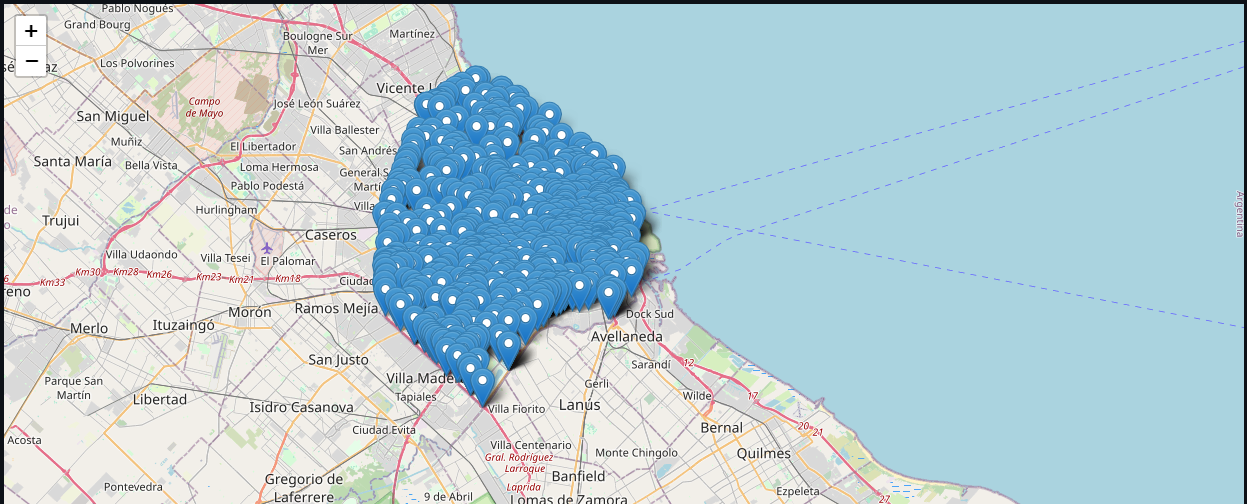 +
−
Pablo Nogués
Grand Bourg
Boulogne Sur
Mer
Martínez
Los Polvorines
Vicente L
Campo
de Mayo
José León Suárez
San Miguel
Villa Ballester
Muñiz
El Libertador
San Andrés
Santa María
Bella Vista
Loma Hermosa
General S
Pablo Podestá
Martí
Villa
Hurlingham
Trujui
Caseros
Argentina
Villa Udaondo
Villa Tesei
El Palomar
Km33
Km30
Km28
Km26
Km23
Km21
Km18
Ciudad
reno
Ramos Mejía
Morón
Dock Sud
Merlo
Ituzaingó
Avellaneda
San Justo
Sarandí
12
Parque San
Martín
Villa Made
Gerli
Tapiales
Wilde
17
Libertad
Isidro Casanova
Villa Fiorito
Lanús
Ciudad Evita
Bernal
20
21
Acosta
Villa Centenario
Monte Chingolo
Quilmes
Gral. Rodríguez
Larroque
Gregorio de
Laferrere
Banfield
Laprida
Pontevedra
9 de Abril
Lomas de Zamora
Ezpeleta
27